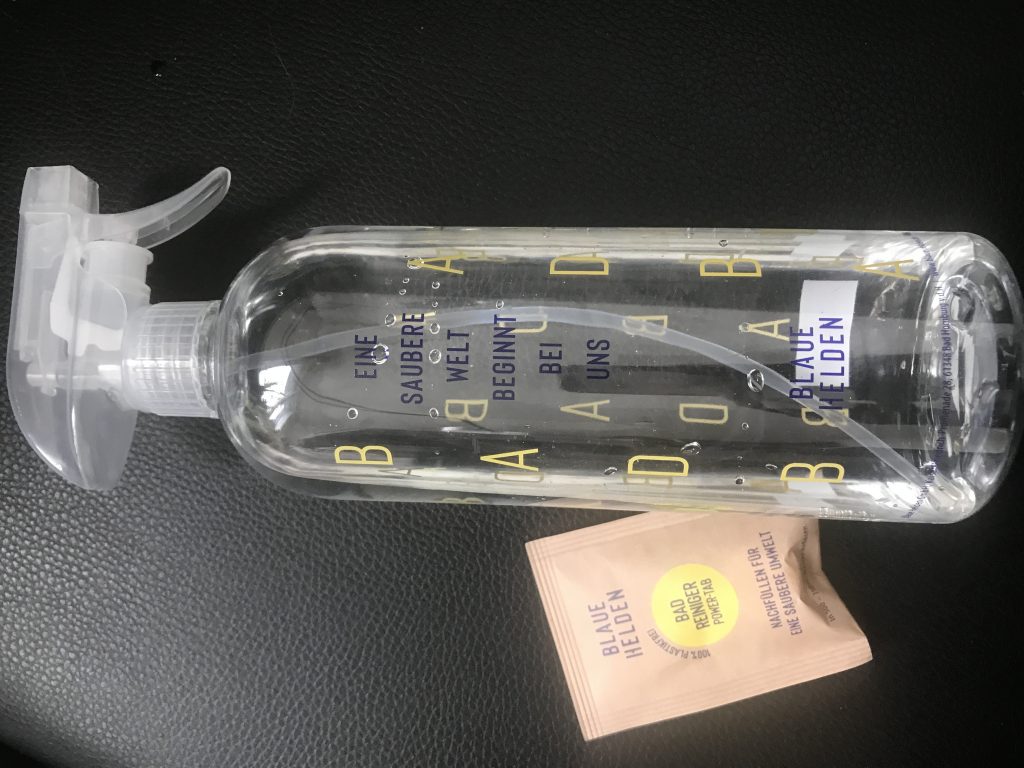 EINE
SAUBERE
WELT
BEGINNT
BEI
UNS
BLAUE
HELDEN
B A D
B A D
B A D
BLAUE
HELDEN
100% PLASTIKFREI
BAD
REINIGER
POWER-TAB
NACHFÜLLEN FÜR
EINE SAUBERE UMWELT